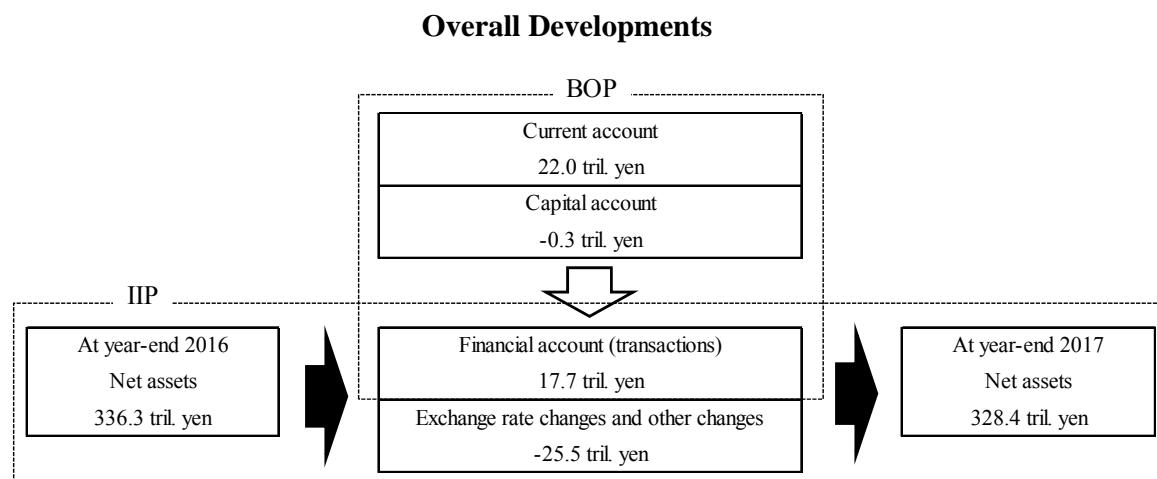 Overall Developments
BOP
Current account
22.0 tril. yen
Capital account
-0.3 tril. yen
IIP
At year-end 2016
Net assets
336.3 tril. yen
Financial account (transactions)
17.7 tril. yen
Exchange rate changes and other changes
-25.5 tril. yen
At year-end 2017
Net assets
328.4 tril. yen